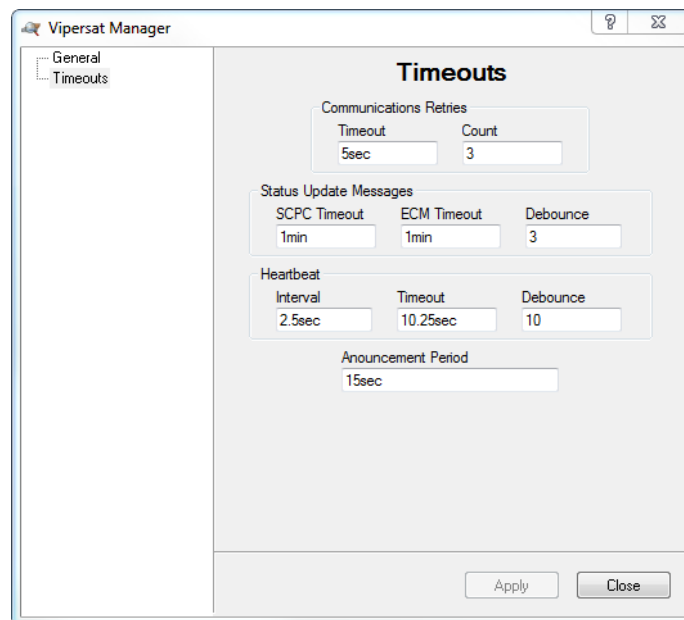 Vipersat Manager
General
Timeouts
Timeouts
Communications Retries
Timeout Count
5sec 3
Status Update Messages
SCPC Timeout ECM Timeout Debounce
1min 1min 3
Heartbeat
Interval Timeout Debounce
2.5sec 10.25sec 10
Anouncement Period
15sec
Apply Close